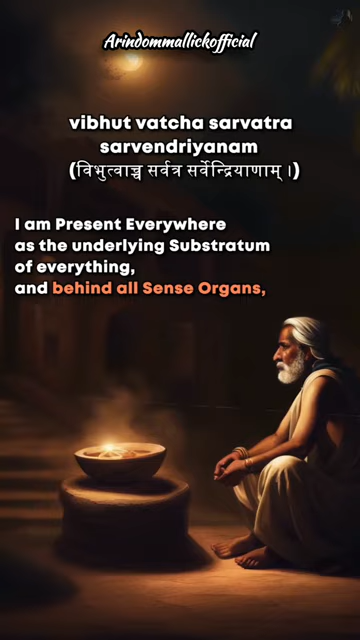 Arindommallickofficial
vibhut vatcha sarvatra
sarvendriyanam
(विभुत्वाच्च सर्वत्र सर्वेन्द्रियाणाम् ।)
I am Present Everywhere
as the underlying Substratum
of everything,
and behind all Sense Organs,